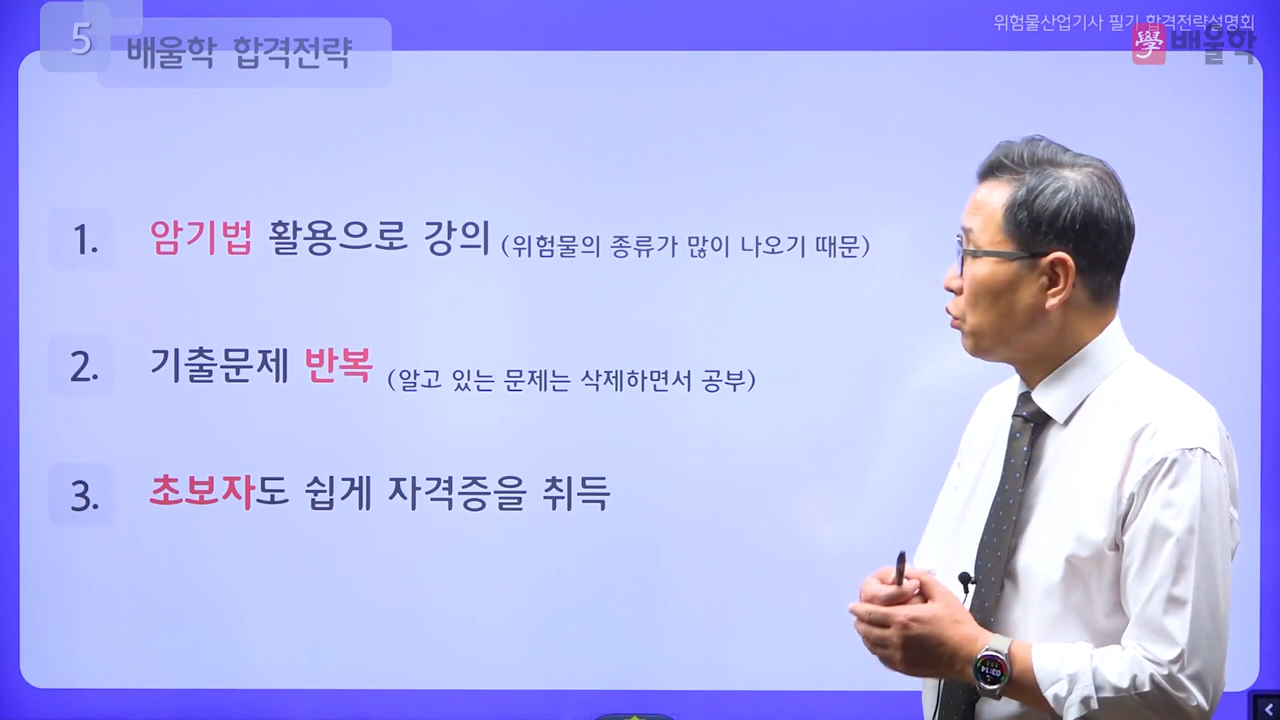 5
배울학 합격전략
위험물산업기사 필기 합격전략설명회
學 배울학
1. 암기법 활용으로 강의 (위험물의 종류가 많이 나오기 때문)
2. 기출문제 반복 (알고 있는 문제는 삭제하면서 공부)
3. 초보자도 쉽게 자격증을 취득